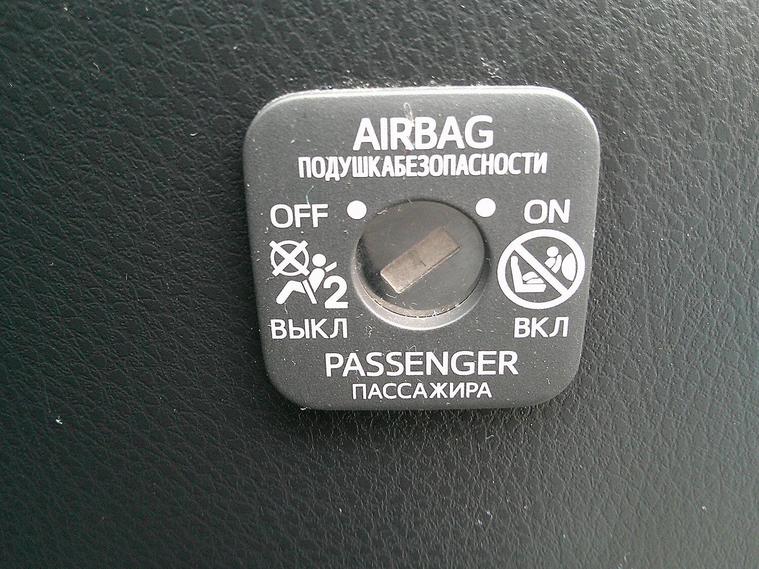 AIRBAG
ПОДУШКАБЕЗОПАСНОСТИ
OFF ON
2
ВЫКЛ ВКЛ
PASSENGER
ПАССАЖИРА